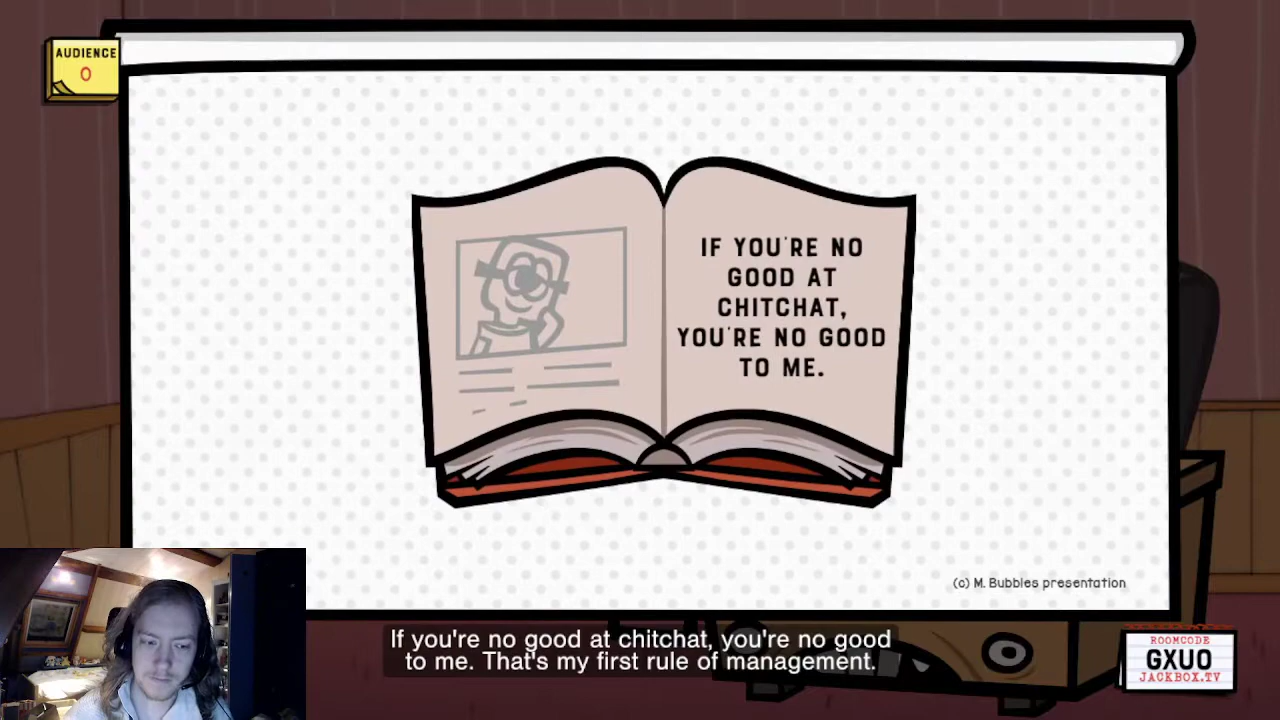 AUDIENCE
0
IF YOU'RE NO
GOOD AT
CHITCHAT,
YOU'RE NO GOOD
TO ME.
(c) M. Bubbles presentation
If you're no good at chitchat, you're no good
to me. That's my first rule of management.
ROOMCODE
GXUO
JACKBOX.TV